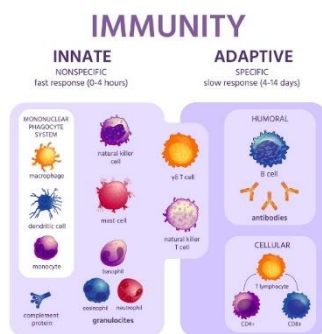 IMMUNITY
INNATE
NONSPECIFIC
fast response (0-4 hours)
MONONUCLEAR
PHAGOCYTE
SYSTEM
macrophage
dendritic cell
monocyte
complement
protein
natural killer
cell
mast cell
basophil
eosinophil
neutrophil
granulocites
γδ T cell
natural killer
T cell
ADAPTIVE
SPECIFIC
slow response (4-14 days)
HUMORAL
B cell
antibodies
CELLULAR
T lymphocyte
CD4+
CD8+